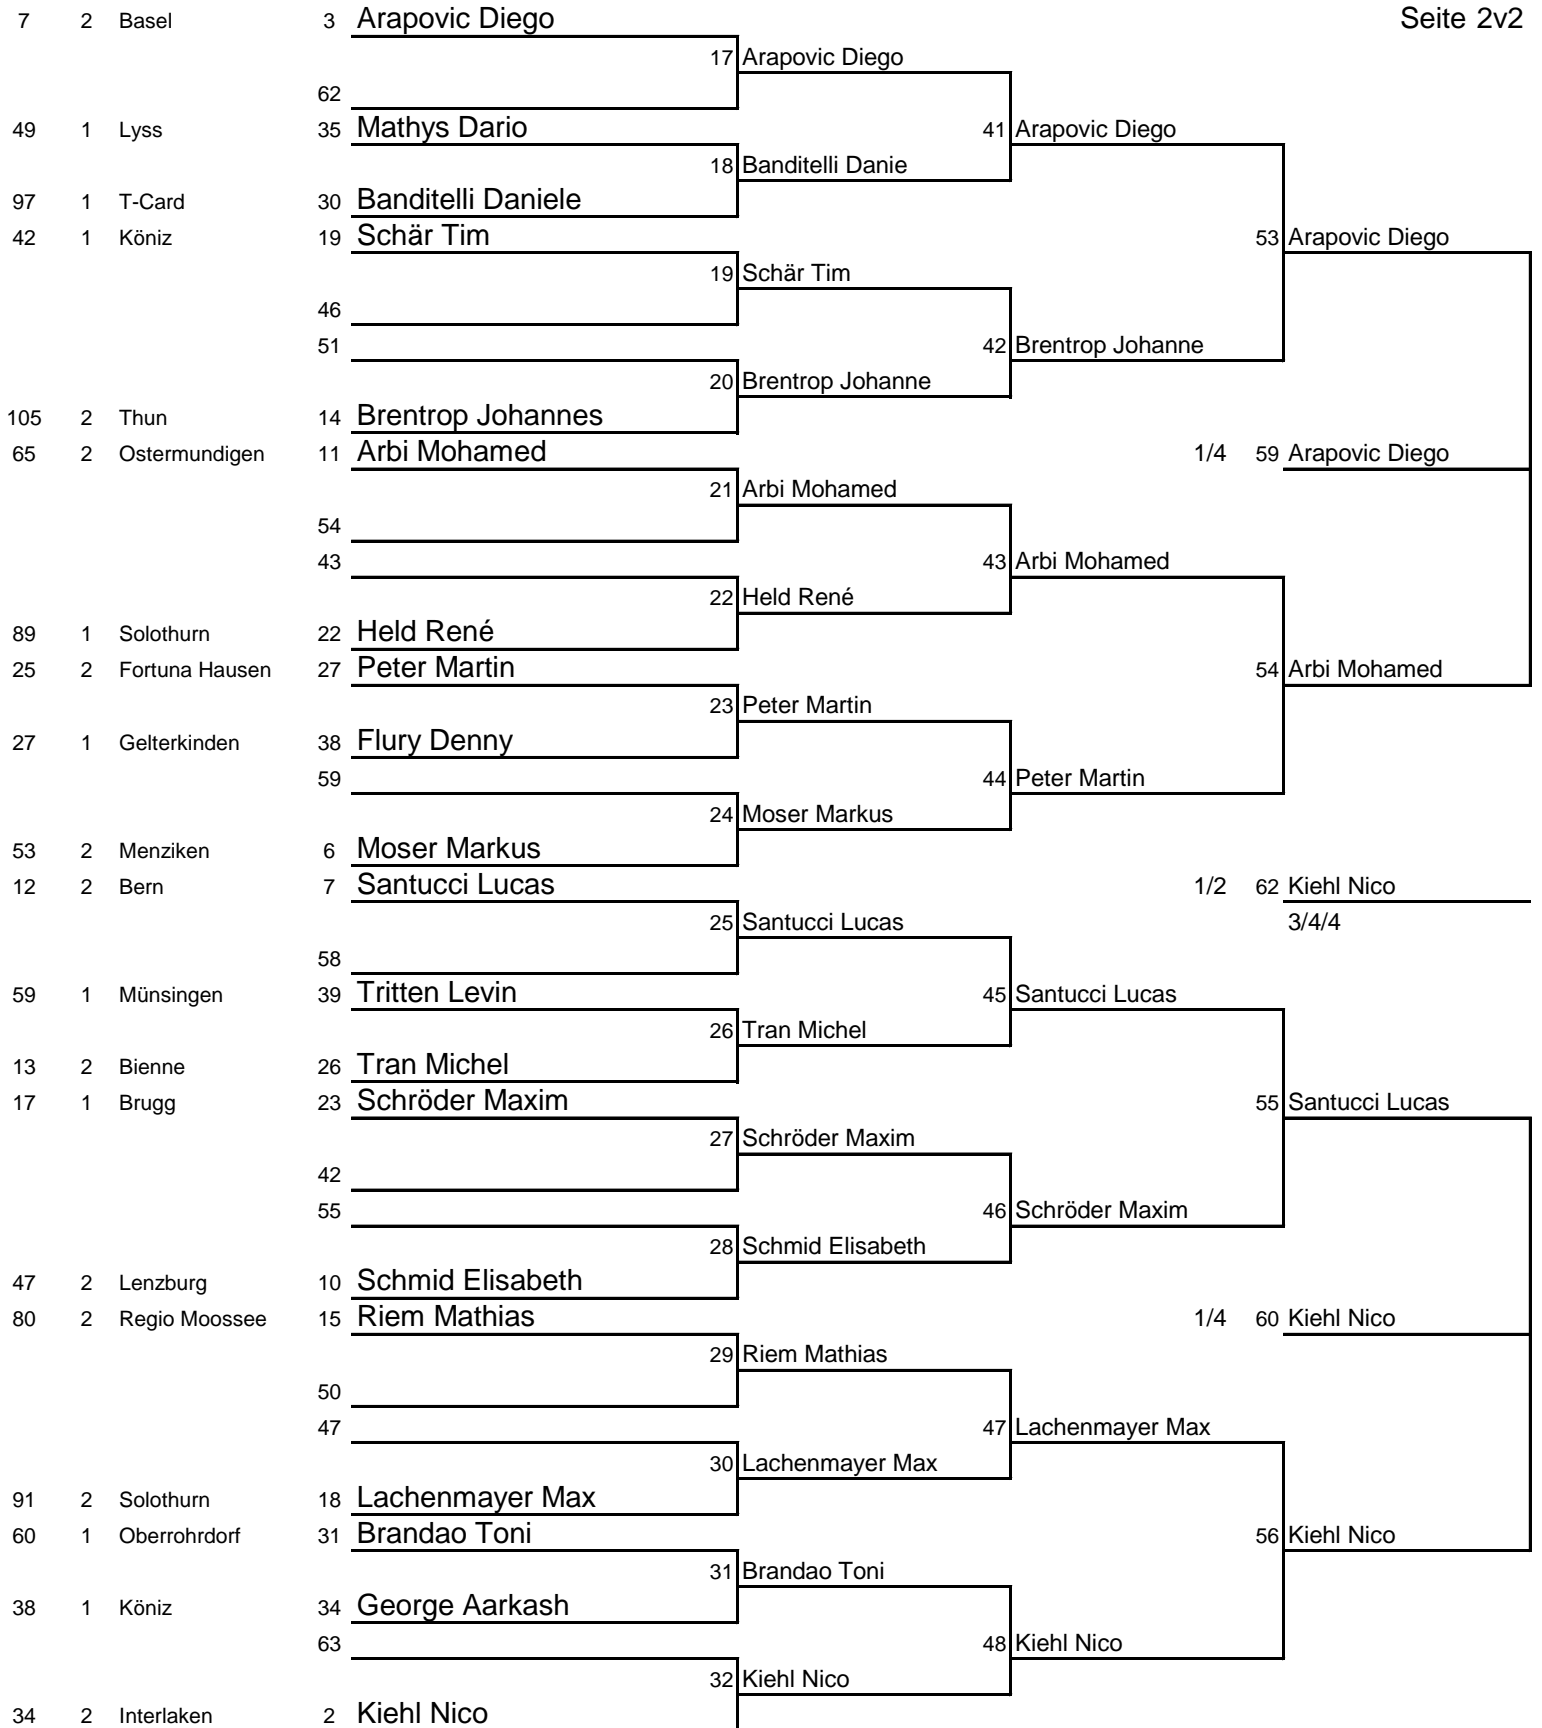 7 2 Basel 3 Arapovic Diego Seite 2v2
17 Arapovic Diego
62
49 1 Lyss 35 Mathys Dario 41 Arapovic Diego
18 Banditelli Danie
97 1 T-Card 30 Banditelli Daniele
42 1 Köniz 19 Schär Tim 53 Arapovic Diego
19 Schär Tim
46
51 42 Brentrop Johanne
20 Brentrop Johanne
105 2 Thun 14 Brentrop Johannes
65 2 Ostermundigen 11 Arbi Mohamed 1/4 59 Arapovic Diego
21 Arbi Mohamed
54
43 43 Arbi Mohamed
22 Held René
89 1 Solothurn 22 Held René
25 2 Fortuna Hausen 27 Peter Martin 54 Arbi Mohamed
23 Peter Martin
27 1 Gelterkinden 38 Flury Denny
59 44 Peter Martin
24 Moser Markus
53 2 Menziken 6 Moser Markus
12 2 Bern 7 Santucci Lucas 1/2 62 Kiehl Nico
25 Santucci Lucas 3/4/4
58
59 1 Münsingen 39 Tritten Levin 45 Santucci Lucas
26 Tran Michel
13 2 Bienne 26 Tran Michel
17 1 Brugg 23 Schröder Maxim 55 Santucci Lucas
27 Schröder Maxim
42
55 46 Schröder Maxim
28 Schmid Elisabeth
47 2 Lenzburg 10 Schmid Elisabeth
80 2 Regio Moossee 15 Riem Mathias 1/4 60 Kiehl Nico
29 Riem Mathias
50
47 47 Lachenmayer Max
30 Lachenmayer Max
91 2 Solothurn 18 Lachenmayer Max
60 1 Oberrohrdorf 31 Brandao Toni 56 Kiehl Nico
31 Brandao Toni
38 1 Köniz 34 George Aarkash
63 48 Kiehl Nico
32 Kiehl Nico
34 2 Interlaken 2 Kiehl Nico